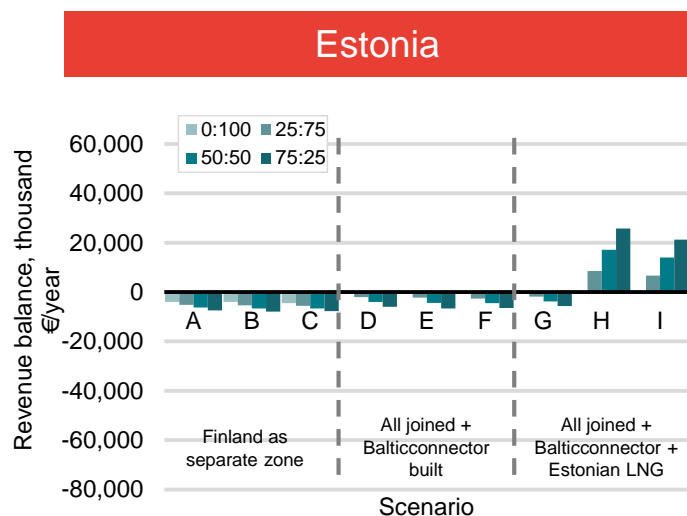 Estonia
0:100 25:75
50:50 75:25
60,000
40,000
20,000
0
-20,000
-40,000
-60,000
-80,000
Revenue balance, thousand
€/year
A B C D E F G H I
Finland as
separate zone
All joined +
Balticconnector
built
All joined +
Balticconnector +
Estonian LNG
Scenario